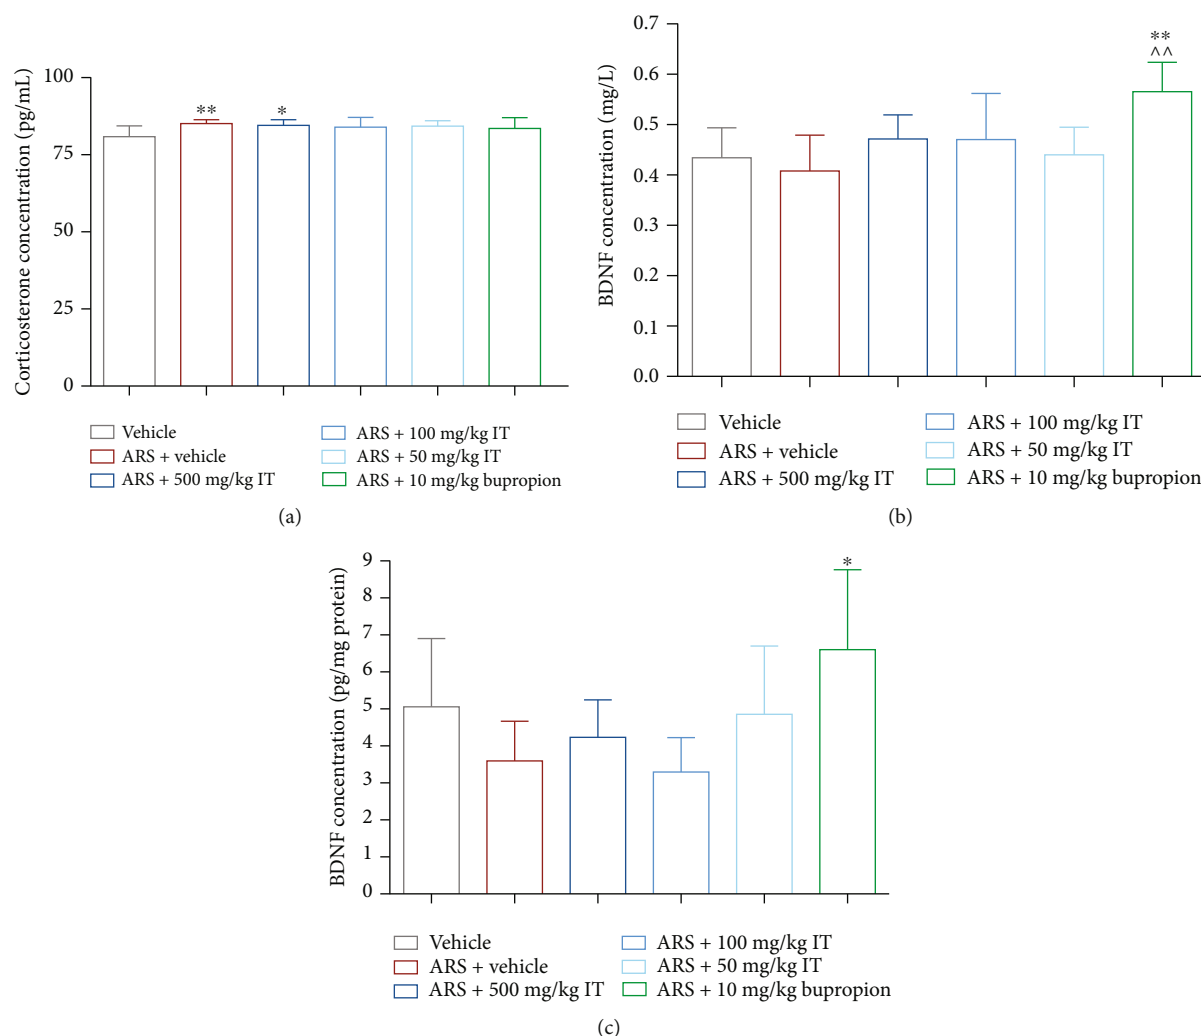 Corticosterone concentration (pg/mL)
100
75
50
25
0
**
*
Vehicle
ARS + vehicle
ARS + 500 mg/kg IT
ARS + 100 mg/kg IT
ARS + 50 mg/kg IT
ARS + 10 mg/kg bupropion
(a)
BDNF concentration (mg/L)
0.7
0.6
0.5
0.4
0.3
0.2
0.1
0.0
**
^^
Vehicle
ARS + vehicle
ARS + 500 mg/kg IT
ARS + 100 mg/kg IT
ARS + 50 mg/kg IT
ARS + 10 mg/kg bupropion
(b)
BDNF concentration (pg/mg protein)
9
8
7
6
5
4
3
2
1
0
*
Vehicle
ARS + vehicle
ARS + 500 mg/kg IT
ARS + 100 mg/kg IT
ARS + 50 mg/kg IT
ARS + 10 mg/kg bupropion
(c)